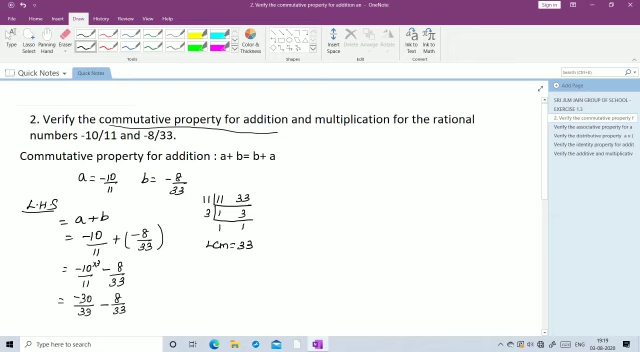 2. Verify the commutative property for addition an - OneNote
Sign in
File Home Insert Draw History Review View Help
Type
Lasso Select
Panning Hand
Eraser
Tools
Color & Thickness
Shapes
Insert Space
Ink to Text
Ink to Math
Convert
Quick Notes
Quick Notes
Add Page
SRI JLM JAIN GROUP OF SCHOOL -
EXERCISE 1.3
2. Verify the commutative property f
Verify the associative property for a
Verify the distributive property a x (
Verify the identity property for addit
Verify the additive and multiplicativ
2. Verify the commutative property for addition and multiplication for the rational
numbers -10/11 and -8/33.
Commutative property for addition : a+ b= b+ a
a = -10/11 b = -8/33
L.H.S
= a+b
= -10/11 + (-8/33)
= -10×3/11 - 8/33
= -30/33 - 8/33
11 | 11 33
3 | 1 3
1 1
LCM = 33
Type here to search
ENG
19:19
03-08-2020